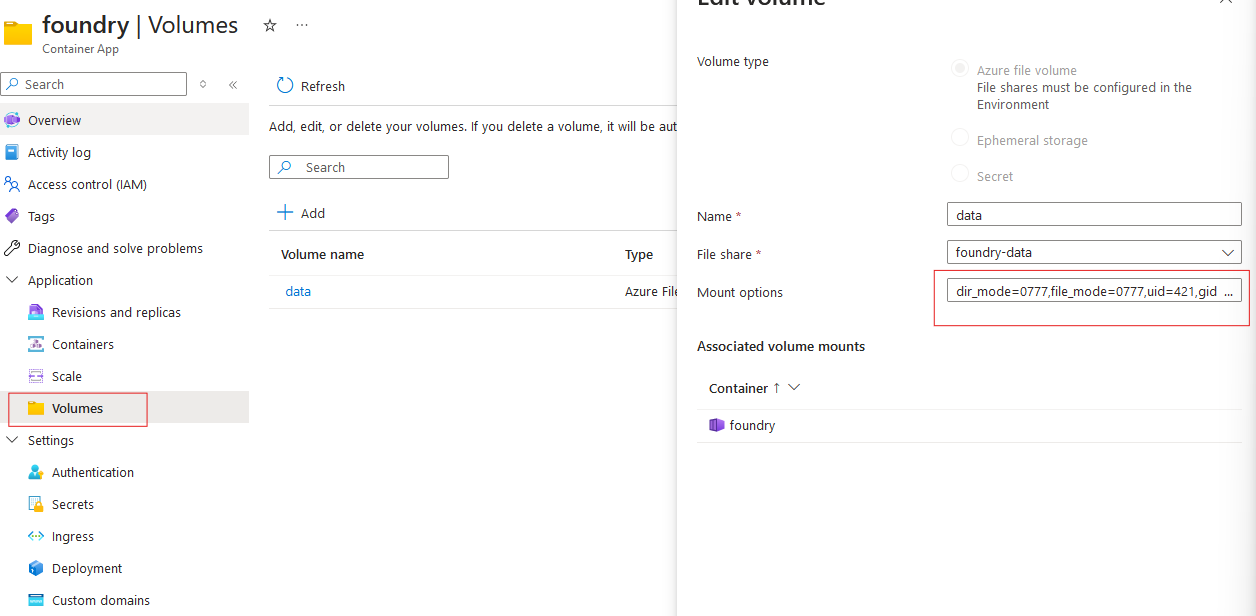 foundry | Volumes
...
Container App
Search
Overview
Activity log
Access control (IAM)
Tags
Diagnose and solve problems
Application
Revisions and replicas
Containers
Scale
Volumes
Settings
Authentication
Secrets
Ingress
Deployment
Custom domains
Refresh
Add, edit, or delete your volumes. If you delete a volume, it will be aut
Search
Add
Volume name Type
data Azure File
Edit volume
Volume type
Azure file volume
File shares must be configured in the
Environment
Ephemeral storage
Secret
Name * data
File share * foundry-data
Mount options dir_mode=0777,file_mode=0777,uid=421,gid ...
Associated volume mounts
Container ↑
foundry